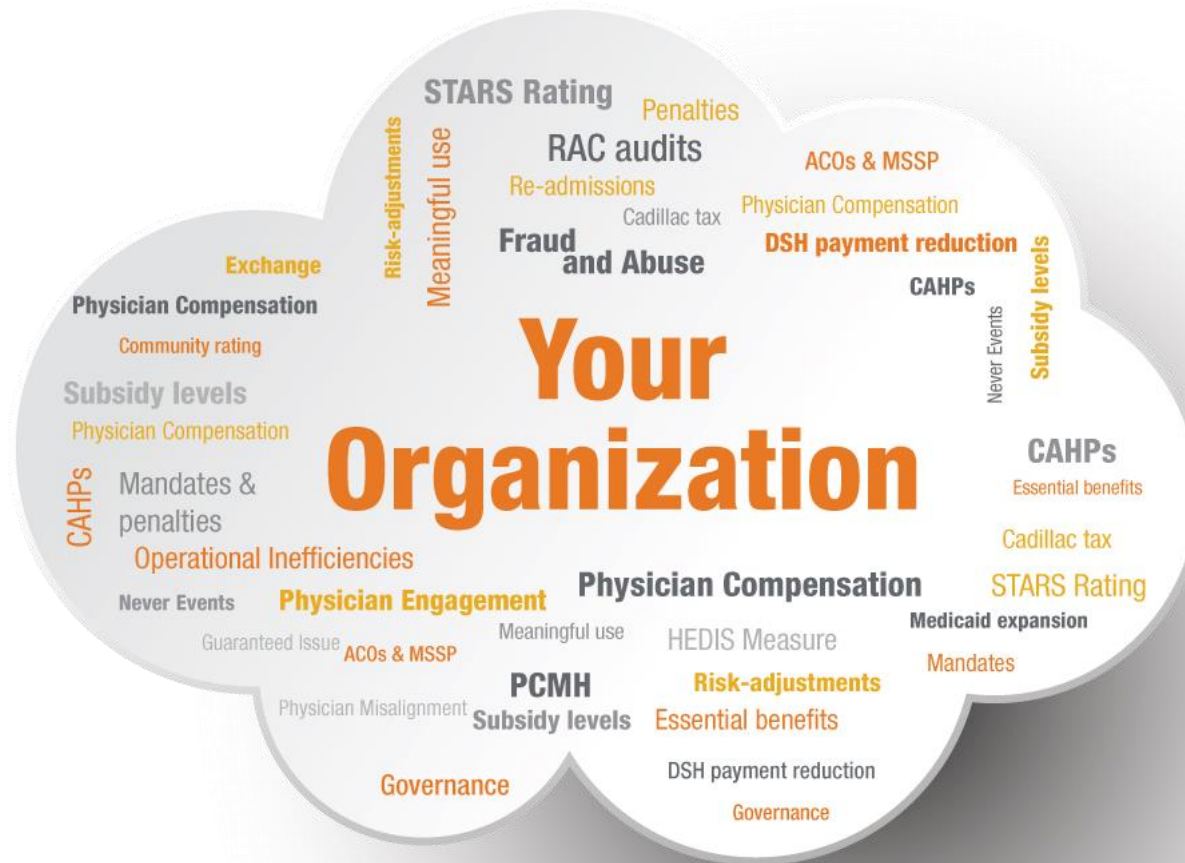 STARS Rating
Penalties
Risk-adjustments
Meaningful use
RAC audits
ACOs & MSSP
Re-admissions
Physician Compensation
Cadillac tax
Fraud
and Abuse
DSH payment reduction
Subsidy levels
Exchange
CAHPs
Physician Compensation
Never Events
Community rating
Your
Organization
Subsidy levels
Physician Compensation
CAHPs
Mandates &
penalties
CAHPs
Essential benefits
Operational Inefficiencies
Cadillac tax
Physician Compensation
STARS Rating
Never Events
Physician Engagement
Medicaid expansion
Meaningful use
HEDIS Measure
Guaranteed Issue
ACOs & MSSP
Mandates
PCMH
Risk-adjustments
Physician Misalignment
Subsidy levels
Essential benefits
DSH payment reduction
Governance
Governance